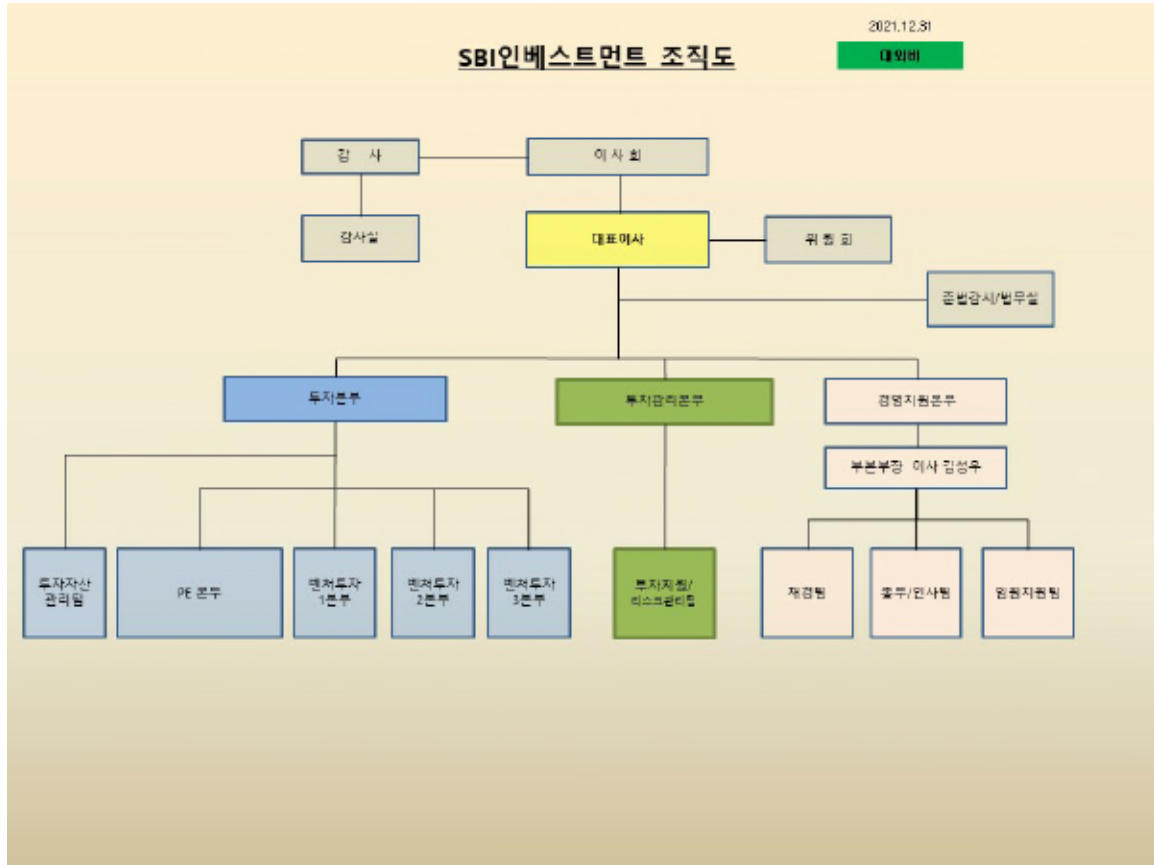 2021.12.31
SBI인베스트먼트 조직도
대외비
감 사
이 사 회
감사실
대표이사
위 원 회
준법감시/법무실
투자본부
투자관리본부
경영지원본부
부본부장 이사 김성우
투자자산
관리팀
PE 본부
벤처투자
1본부
벤처투자
2본부
벤처투자
3본부
투자지원/
리스크관리팀
재경팀
총무/인사팀
임원지원팀